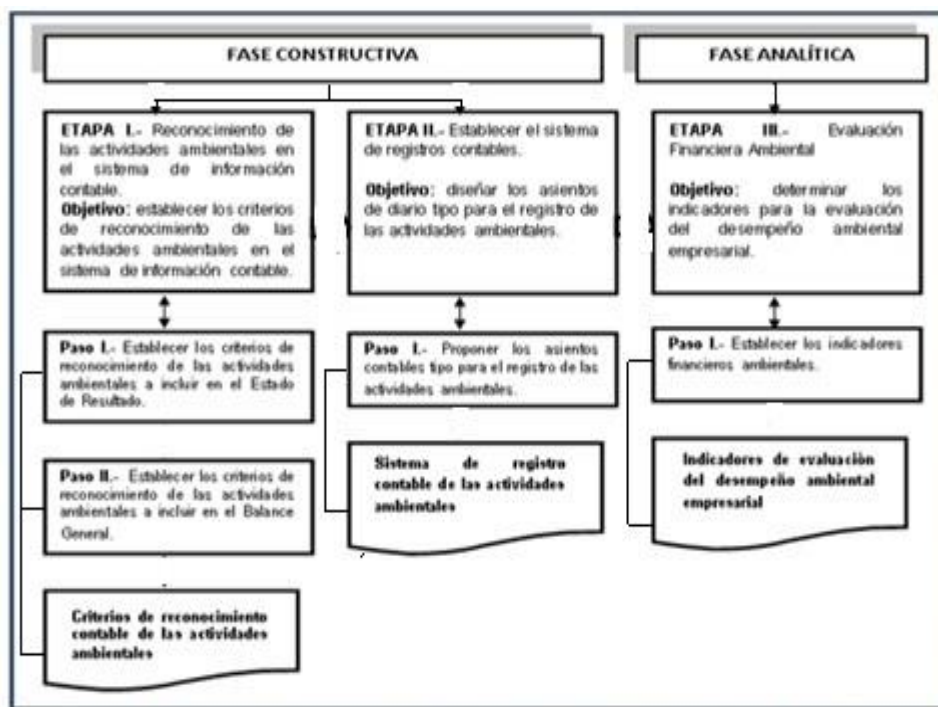 FASE CONSTRUCTIVA
FASE ANALÍTICA
ETAPA I.- Reconocimiento de
las actividades ambientales en
el sistema de información
contable.
Objetivo: establecer los criterios
de reconocimiento de las
actividades ambientales en el
sistema de información contable.
ETAPA II.- Establecer el sistema
de registros contables.
Objetivo: diseñar los asientos
de diario tipo para el registro de
las actividades ambientales.
ETAPA III.- Evaluación
Financiera Ambiental
Objetivo: determinar los
indicadores para la evaluación
del desempeño ambiental
empresarial.
Paso I.- Establecer los criterios de
reconocimiento de las actividades
ambientales a incluir en el Estado
de Resultado.
Paso II.- Establecer los criterios de
reconocimiento de las actividades
ambientales a incluir en el Balance
General.
Criterios de reconocimiento
contable de las actividades
ambientales
Paso I.- Proponer los asientos
contables tipo para el registro de las
actividades ambientales.
Sistema de registro
contable de las actividades
ambientales
Paso I.- Establecer los indicadores
financieros ambientales.
Indicadores de evaluación
del desempeño ambiental
empresarial